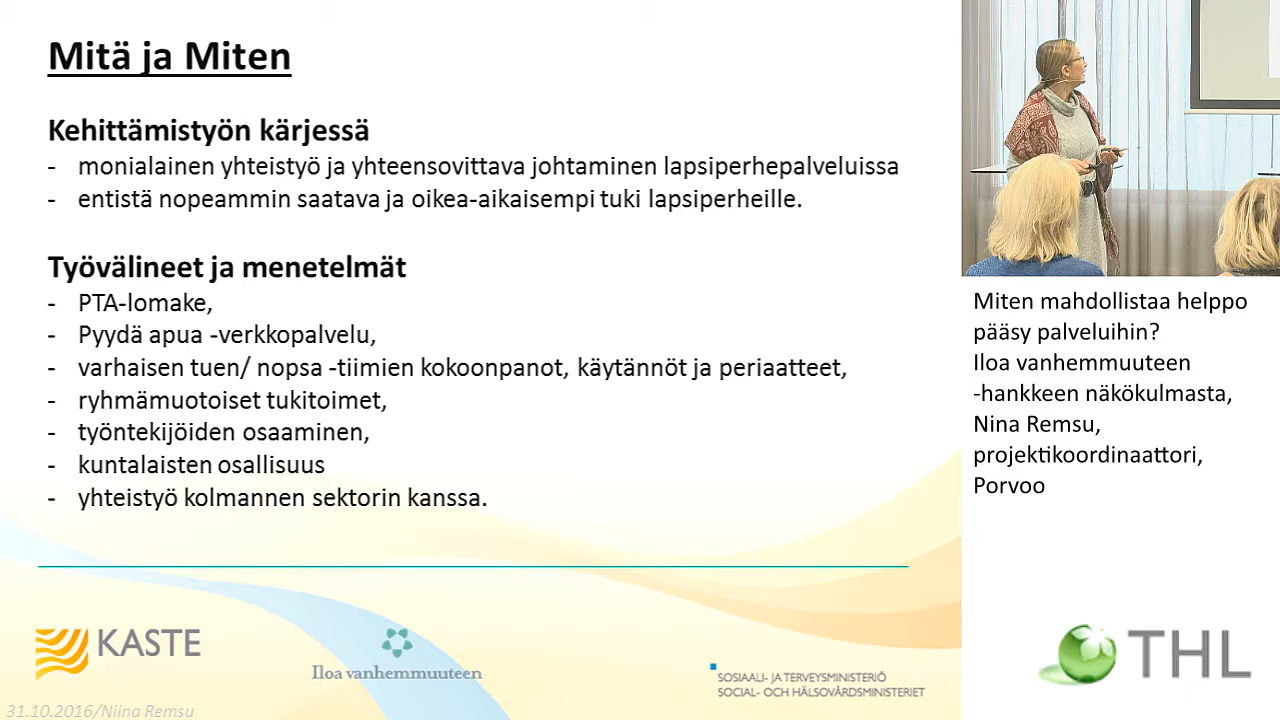 Mitä ja Miten
Kehittämistyön kärjessä
- monialainen yhteistyö ja yhteensovittava johtaminen lapsiperhepalveluissa
- entistä nopeammin saatava ja oikea-aikaisempi tuki lapsiperheille.
Työvälineet ja menetelmät
- PTA-lomake,
- Pyydä apua -verkkopalvelu,
- varhaisen tuen/ nopsa -tiimien kokoonpanot, käytännöt ja periaatteet,
- ryhmämuotoiset tukitoimet,
- työntekijöiden osaaminen,
- kuntalaisten osallisuus
- yhteistyö kolmannen sektorin kanssa.
KASTE
Iloa vanhemmuuteen
SOSIAALI- JA TERVEYSMINISTERIÖ
SOCIAL- OCH HÄLSOVÅRDSMINISTERIET
31.10.2016/Niina Remsu
Miten mahdollistaa helppo
pääsy palveluihin?
Iloa vanhemmuuteen
-hankkeen näkökulmasta,
Nina Remsu,
projektikoordinaattori,
Porvoo
THL